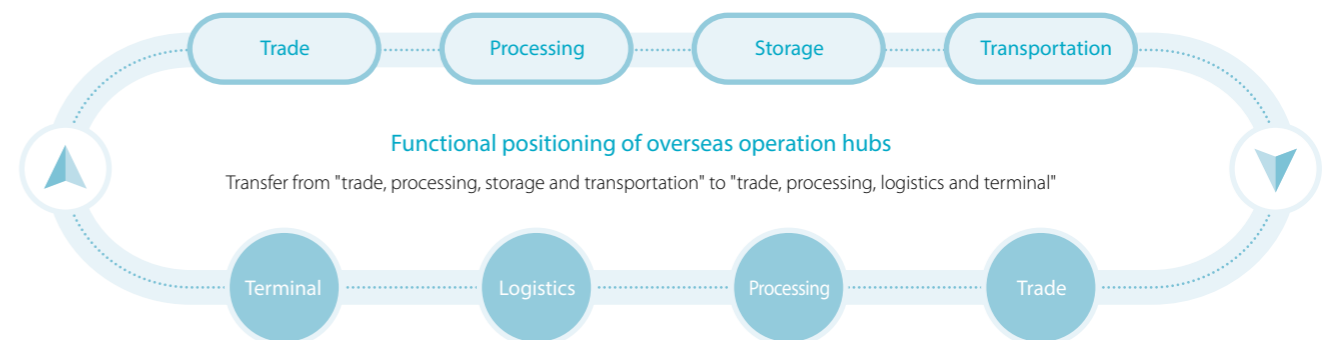 Trade
Processing
Storage
Transportation
Functional positioning of overseas operation hubs
Transfer from "trade, processing, storage and transportation" to "trade, processing, logistics and terminal"
Terminal
Logistics
Processing
Trade